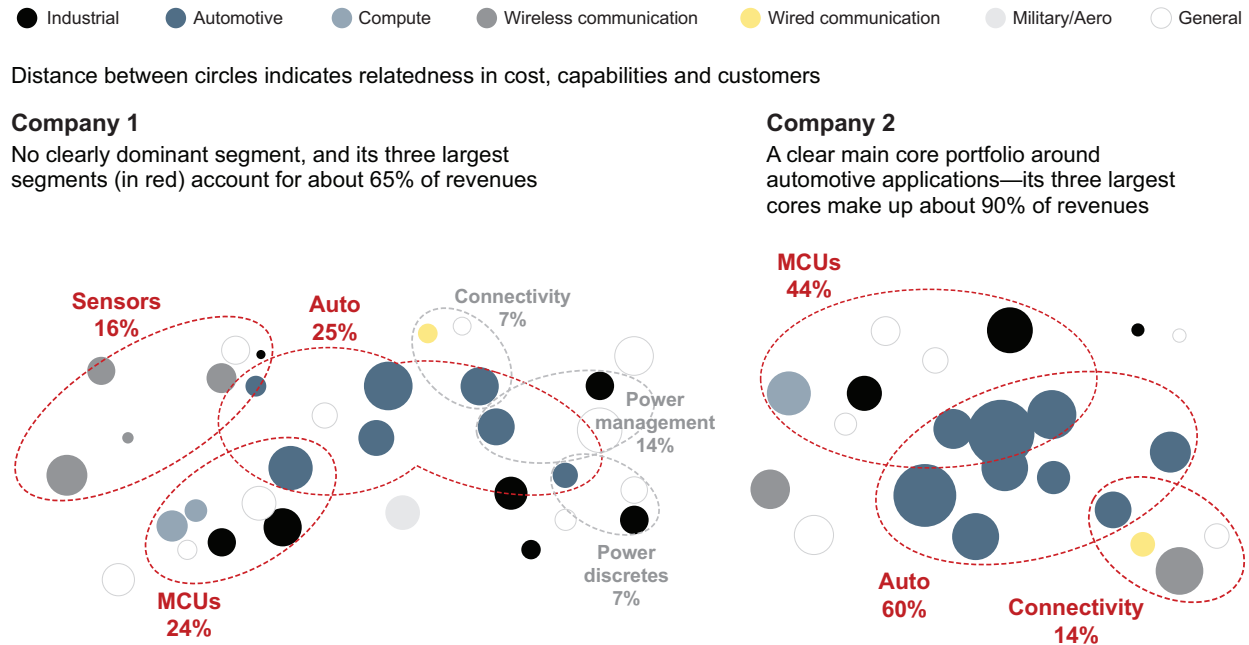 Industrial
Automotive
Compute
Wireless communication
Wired communication
Military/Aero
General
Distance between circles indicates relatedness in cost, capabilities and customers
Company 1
No clearly dominant segment, and its three largest
segments (in red) account for about 65% of revenues
Sensors
16%
Auto
25%
Connectivity
7%
Power
management
14%
Power
discretes
7%
MCUs
24%
Company 2
A clear main core portfolio around
automotive applications—its three largest
cores make up about 90% of revenues
MCUs
44%
Auto
60%
Connectivity
14%